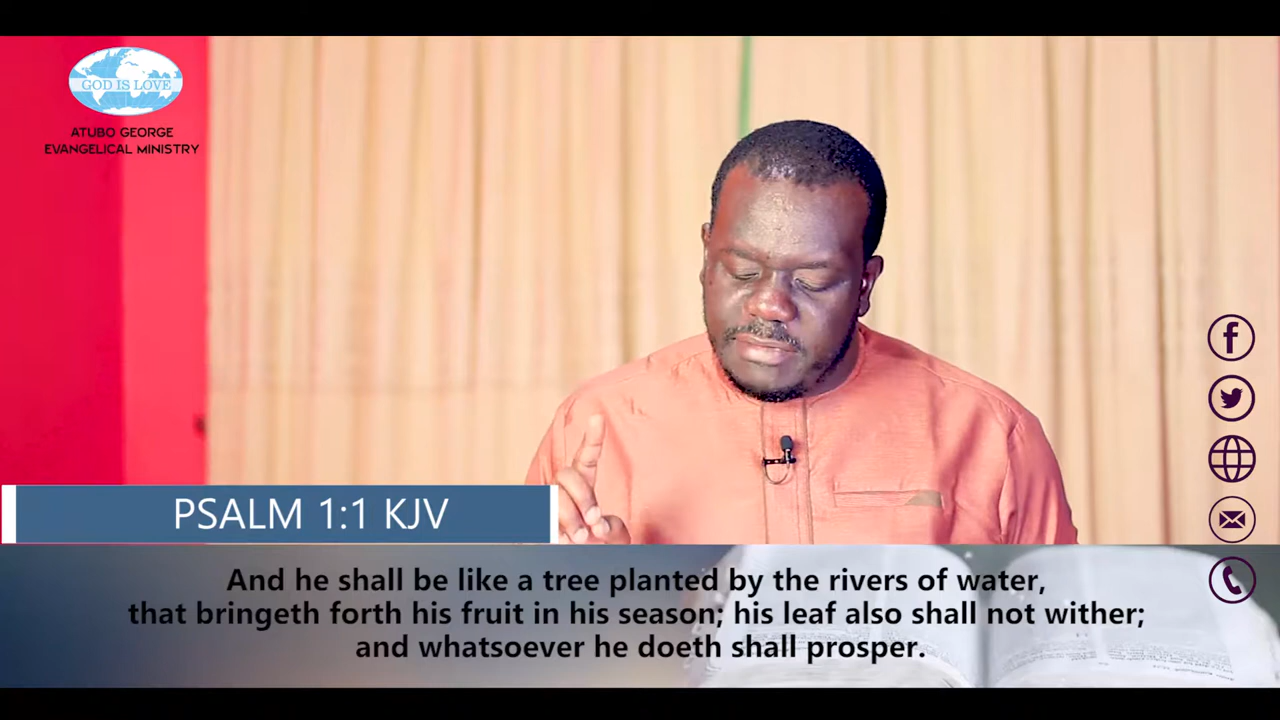 GOD IS LOVE
ATUBO GEORGE
EVANGELICAL MINISTRY
PSALM 1:1 KJV
And he shall be like a tree planted by the rivers of water,
that bringeth forth his fruit in his season; his leaf also shall not wither;
and whatsoever he doeth shall prosper.